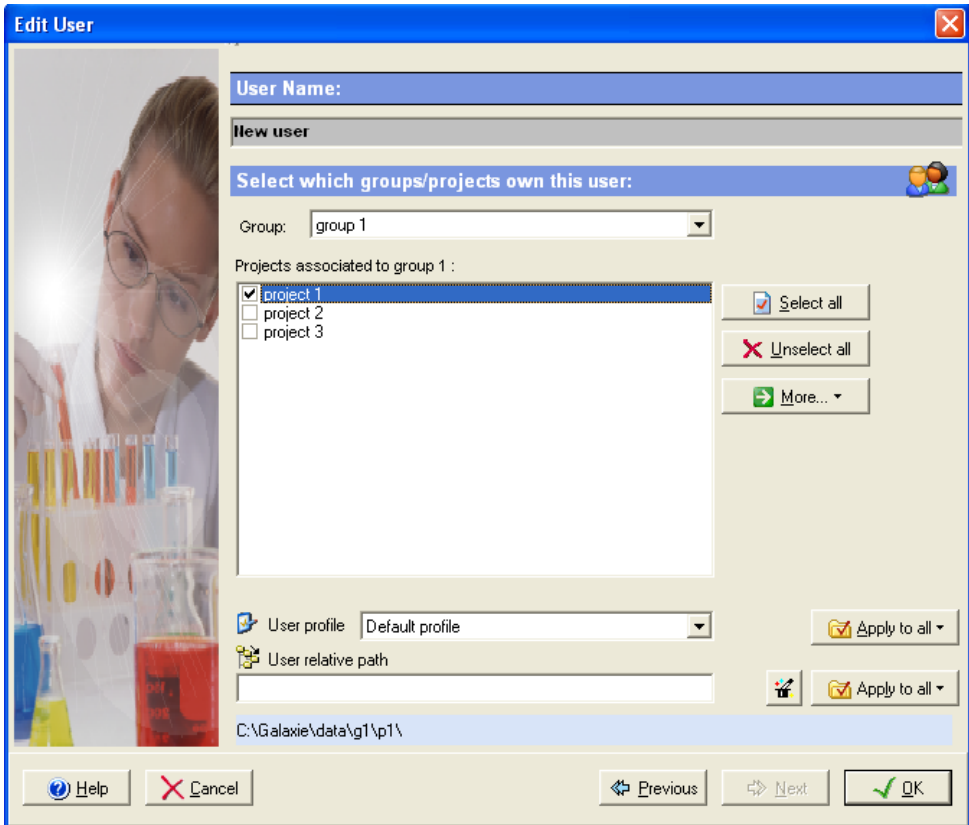 Edit User
User Name:
New user
Select which groups/projects own this user:
Group: group 1
Projects associated to group 1 :
project 1
project 2
project 3
Select all
Unselect all
More...
User profile Default profile Apply to all
User relative path
Apply to all
C:\Galaxie\data\g1\p1\
Help Cancel Previous Next OK